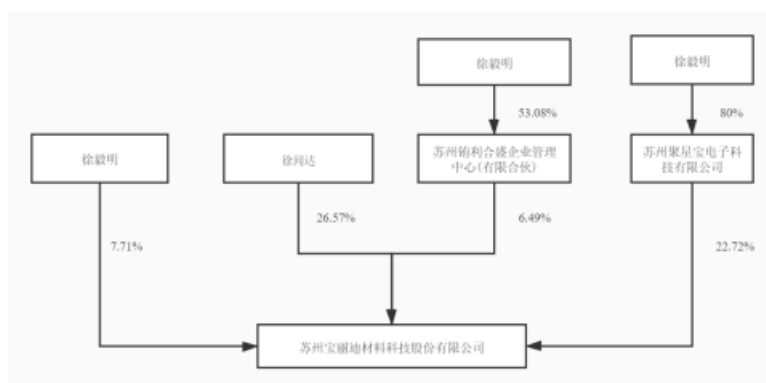 徐毅明
徐毅明
53.08%
80%
徐毅明
徐闻达
苏州铕利合盛企业管理
中心(有限合伙)
苏州聚星宝电子科
技有限公司
26.57%
6.49%
7.71%
22.72%
苏州宝丽迪材料科技股份有限公司